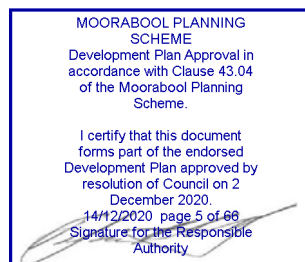 MOORABOOL PLANNING
SCHEME
Development Plan Approval in
accordance with Clause 43.04
of the Moorabool Planning
Scheme.
I certify that this document
forms part of the endorsed
Development Plan approved by
resolution of Council on 2
December 2020.
14/12/2020 page 5 of 66
Signature for the Responsible
Authority